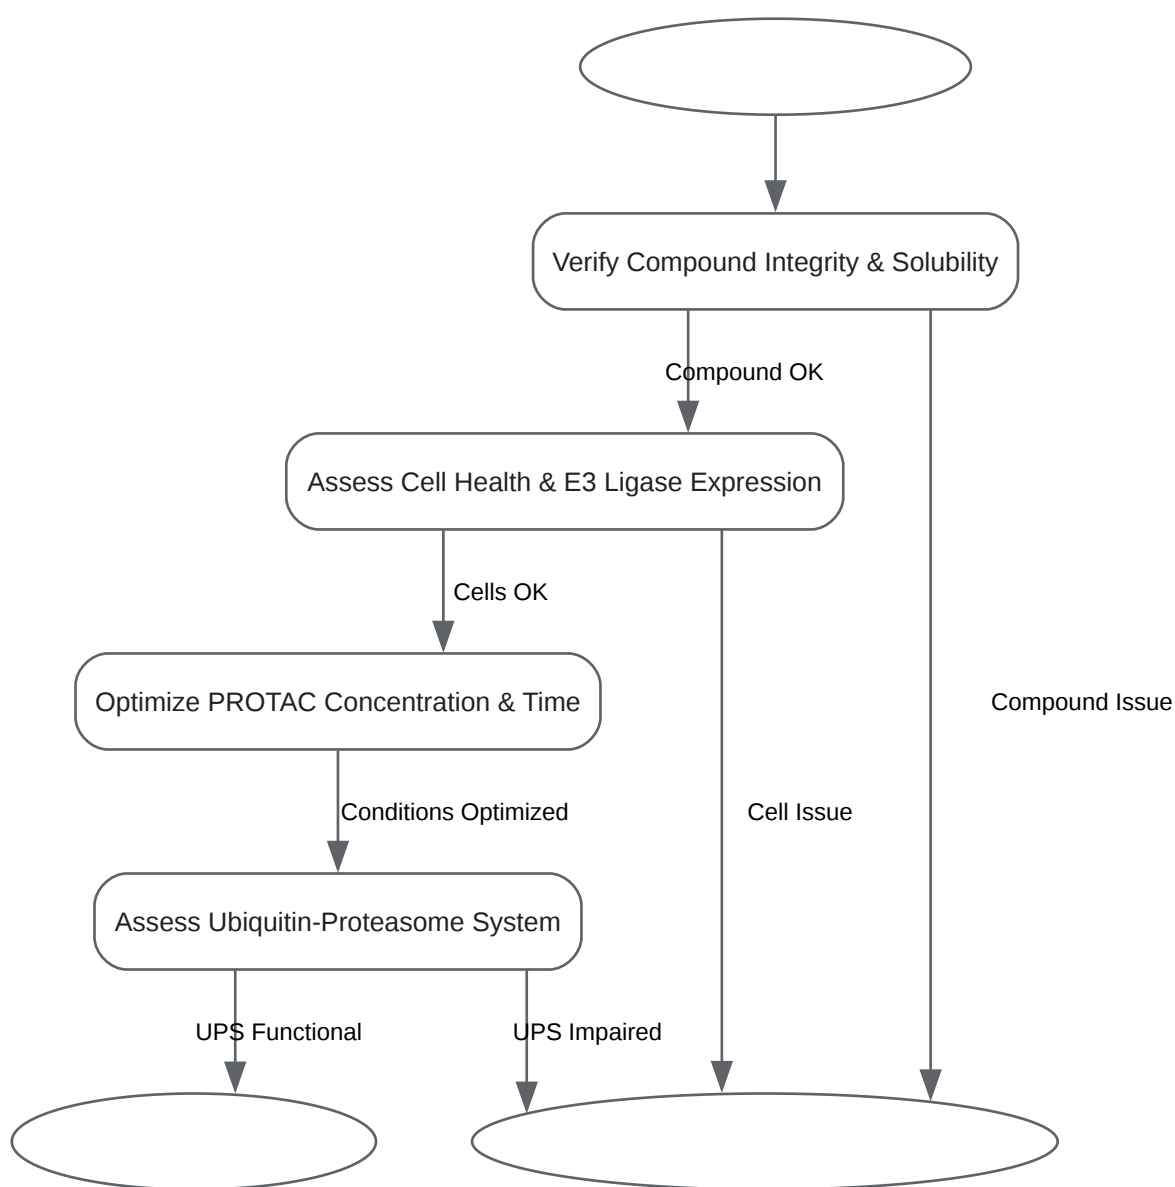 Verify Compound Integrity & Solubility
Compound OK
Assess Cell Health & E3 Ligase Expression
Cells OK
Optimize PROTAC Concentration & Time
Compound Issue
Conditions Optimized
Cell Issue
Assess Ubiquitin-Proteasome System
UPS Functional
UPS Impaired